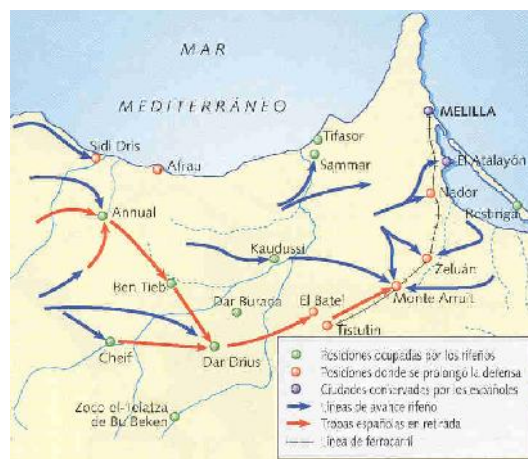 MAR
MEDITERRÁNEO
Tifasor
MELILLA
Sidi Dris
Afrau
Sammar
El Atalayón
Nador
Annual
Restinga
Kaudussi
Zeluán
Ben Tieb
Dar Buraga
El Batel
Monte Arruit
Tistutin
Cheif
Dar Drius
Zoco el-Telatza
de Bu Beken
Posiciones ocupadas por los rifeños
Posiciones donde se prolongó la defensa
Ciudades conservadas por los españoles
Líneas de avance rifeño
Tropas españolas en retirada
Línea de ferrocarril